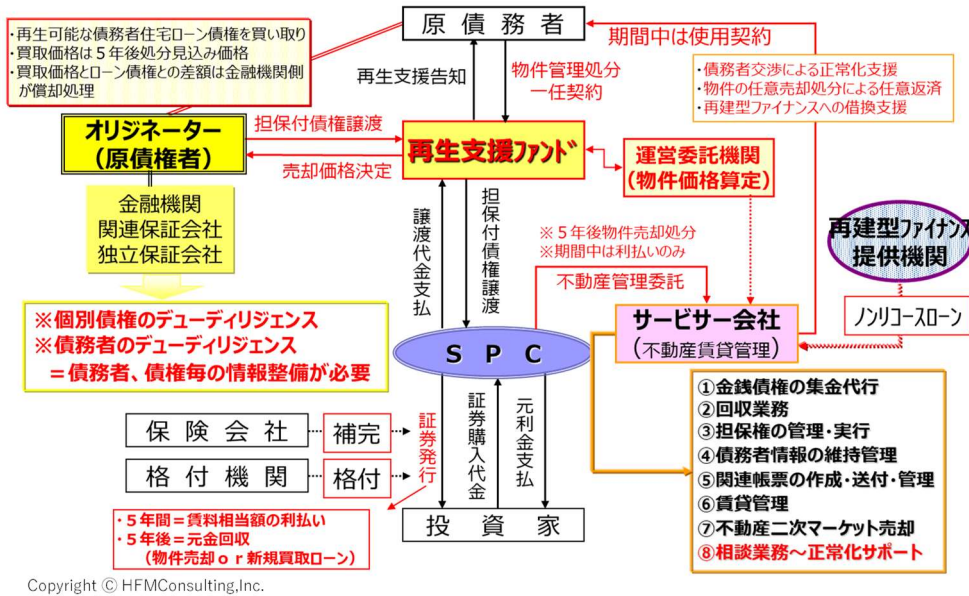 ・再生可能な債務者住宅ローン債権を買い取り
・買取価格は５年後処分見込み価格
・買取価格とローン債権との差額は金融機関側
が償却処理
原債務者
期間中は使用契約
・債務者交渉による正常化支援
・物件の任意売却処分による任意返済
・再建型ファイナンスへの借換支援
再生支援告知
物件管理処分
一任契約
オリジネーター
（原債権者）
担保付債権譲渡
売却価格決定
再生支援ファンド
運営委託機関
（物件価格算定）
金融機関
関連保証会社
独立保証会社
譲渡代金支払
担保付債権譲渡
※５年後物件売却処分
※期間中は利払いのみ
不動産管理委託
再建型ファイナンス
提供機関
ノンリコースローン
※個別債権のデューディリジェンス
※債務者のデューディリジェンス
＝債務者、債権毎の情報整備が必要
ＳＰＣ
サービサー会社
（不動産賃貸管理）
保険会社
補完
格付機関
格付
証券発行
証券購入代金
元利金支払
①金銭債権の集金代行
②回収業務
③担保権の管理・実行
④債務者情報の維持管理
⑤関連帳票の作成・送付・管理
⑥賃貸管理
⑦不動産二次マーケット売却
⑧相談業務～正常化サポート
・５年間＝賃料相当額の利払い
・５年後＝元金回収
（物件売却ｏｒ新規買取ローン）
投資家
Copyright © HFMConsulting,Inc.